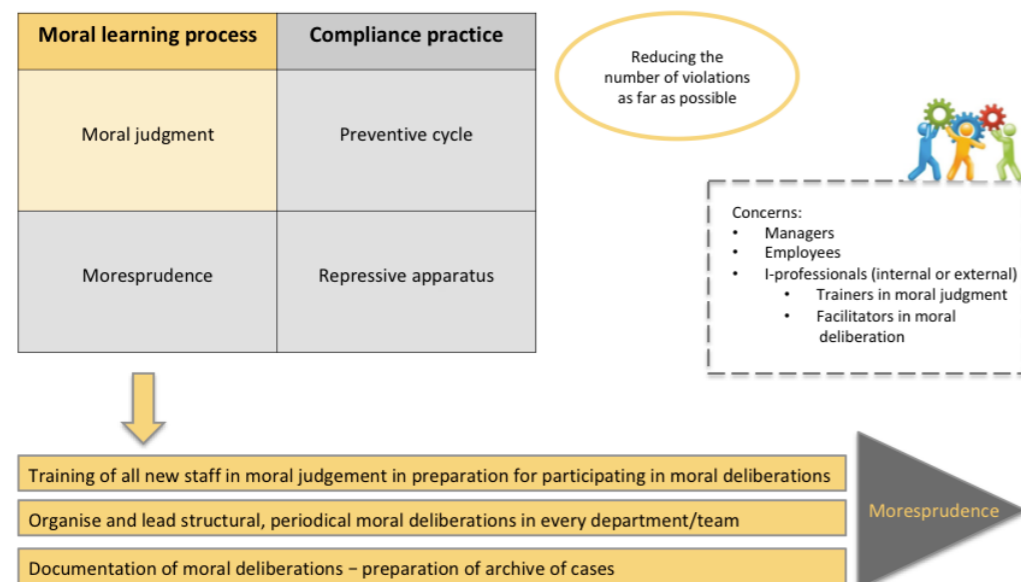 Moral learning process
Compliance practice
Moral judgment
Preventive cycle
Moresprudence
Repressive apparatus
Reducing the
number of violations
as far as possible
Concerns:
• Managers
• Employees
• I-professionals (internal or external)
• Trainers in moral judgment
• Facilitators in moral
deliberation
Training of all new staff in moral judgement in preparation for participating in moral deliberations
Organise and lead structural, periodical moral deliberations in every department/team
Documentation of moral deliberations – preparation of archive of cases
Moresprudence